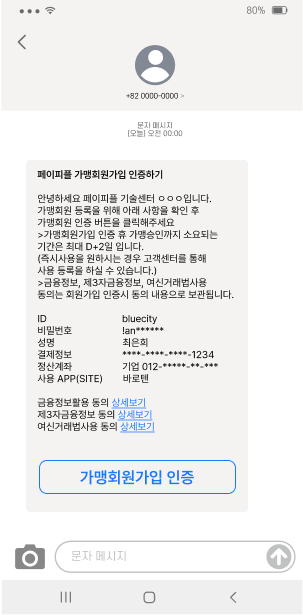 80%
+82 0000-0000 >
문자 메시지
(오늘) 오전 00:00
페이피플 가맹회원가입 인증하기
안녕하세요 페이피플 기술센터 ㅇㅇㅇ입니다.
가맹회원 등록을 위해 아래 사항을 확인 후
가맹회원 인증 버튼을 클릭해주세요
>가맹회원가입 인증 휴 가맹승인까지 소요되는
기간은 최대 D+2일 입니다.
(즉시사용을 원하시는 경우 고객센터를 통해
사용 등록을 하실 수 있습니다.)
>금융정보, 제3자금융정보, 여신거래법사용
동의는 회원가입 인증시 동의 내용으로 보관됩니다.
ID bluecity
비밀번호 !an******
성명 최은희
결제정보 ****-****-****-1234
정산계좌 기업 012-*****-**-***
사용 APP(SITE) 바로텐
금융정보활용 동의 상세보기
제3자금융정보 동의 상세보기
여신거래법사용 동의 상세보기
가맹회원가입 인증
문자 메시지